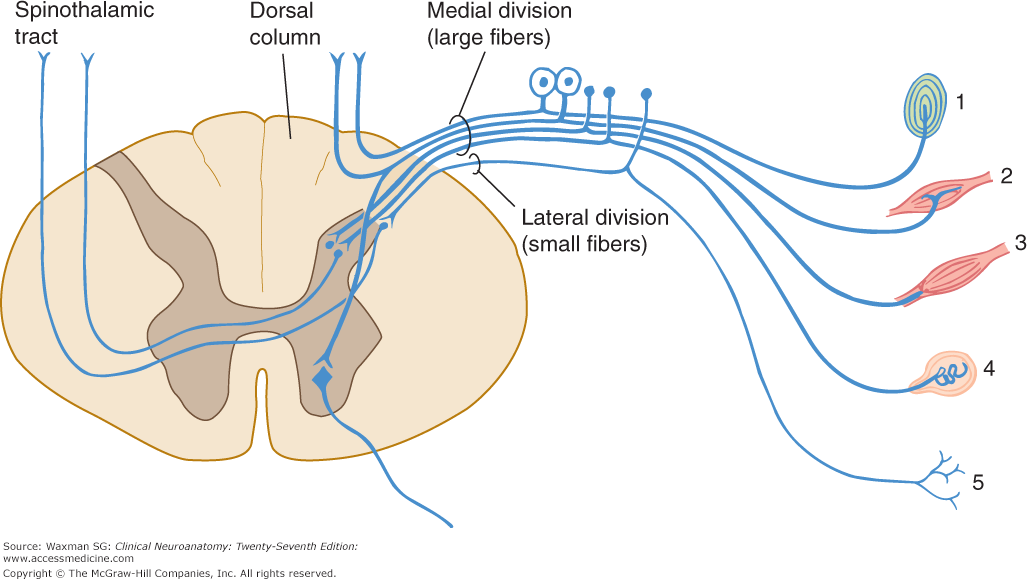 Spinothalamic
tract
Dorsal
column
Medial division
(large fibers)
1
2
3
Lateral division
(small fibers)
4
5
Source: Waxman SG: Clinical Neuroanatomy: Twenty-Seventh Edition:
www.accessmedicine.com
Copyright © The McGraw-Hill Companies, Inc. All rights reserved.